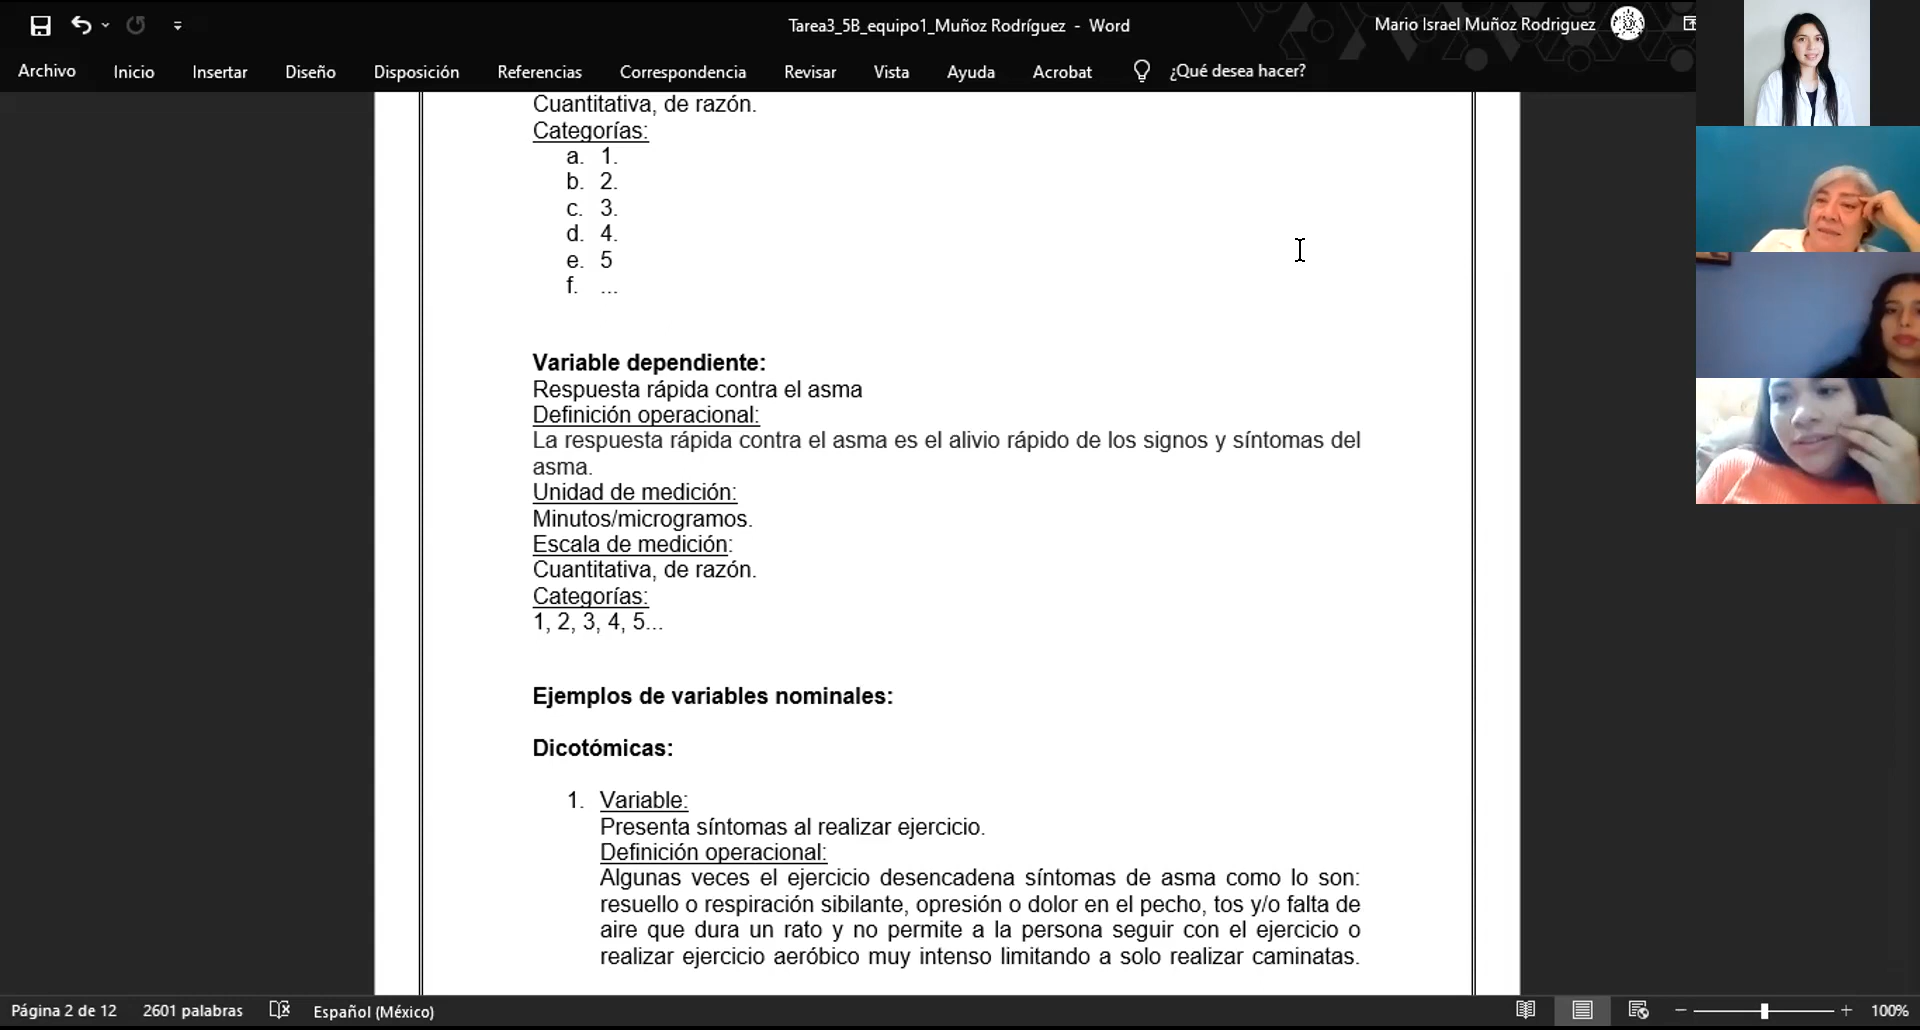 Tarea3_5B_equipo1_Muñoz Rodríguez - Word
Mario Israel Muñoz Rodriguez
Archivo Inicio Insertar Diseño Disposición Referencias Correspondencia Revisar Vista Ayuda Acrobat ¿Qué desea hacer?
Cuantitativa, de razón.
Categorías:
a. 1.
b. 2.
c. 3.
d. 4.
e. 5
f. ...
Variable dependiente:
Respuesta rápida contra el asma
Definición operacional:
La respuesta rápida contra el asma es el alivio rápido de los signos y síntomas del
asma.
Unidad de medición:
Minutos/microgramos.
Escala de medición:
Cuantitativa, de razón.
Categorías:
1, 2, 3, 4, 5...
Ejemplos de variables nominales:
Dicotómicas:
1. Variable:
Presenta síntomas al realizar ejercicio.
Definición operacional:
Algunas veces el ejercicio desencadena síntomas de asma como lo son:
resuello o respiración sibilante, opresión o dolor en el pecho, tos y/o falta de
aire que dura un rato y no permite a la persona seguir con el ejercicio o
realizar ejercicio aeróbico muy intenso limitando a solo realizar caminatas.
Página 2 de 12 2601 palabras Español (México) 100%